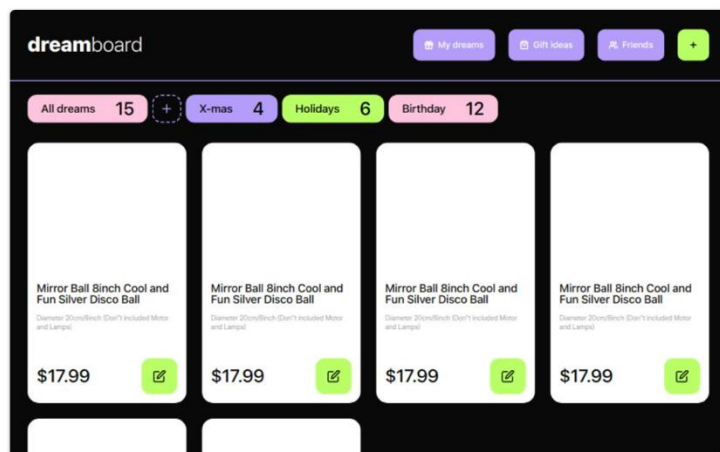 dreamboard
My dreams
Gift ideas
Friends
+
All dreams 15
+
X-mas 4
Holidays 6
Birthday 12
Mirror Ball 8inch Cool and
Fun Silver Disco Ball
Diameter 20cm/8inch (Don"t included Motor
and Lamps)
$17.99
Mirror Ball 8inch Cool and
Fun Silver Disco Ball
Diameter 20cm/8inch (Don"t included Motor
and Lamps)
$17.99
Mirror Ball 8inch Cool and
Fun Silver Disco Ball
Diameter 20cm/8inch (Don"t included Motor
and Lamps)
$17.99
Mirror Ball 8inch Cool and
Fun Silver Disco Ball
Diameter 20cm/8inch (Don"t included Motor
and Lamps)
$17.99